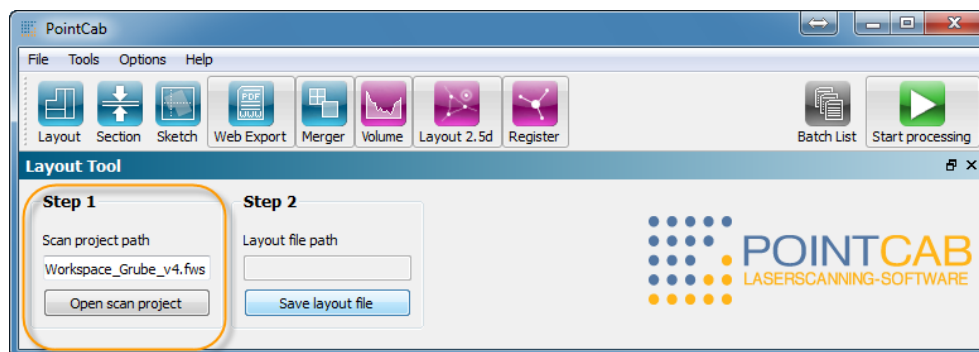 PointCab
File Tools Options Help
PDF
Layout Section Sketch Web Export Merger Volume Layout 2.5d Register Batch List Start processing
Layout Tool
Step 1
Scan project path
Workspace_Grube_v4.fws
Open scan project
Step 2
Layout file path
Save layout file
POINTCAB
LASERSCANNING-SOFTWARE